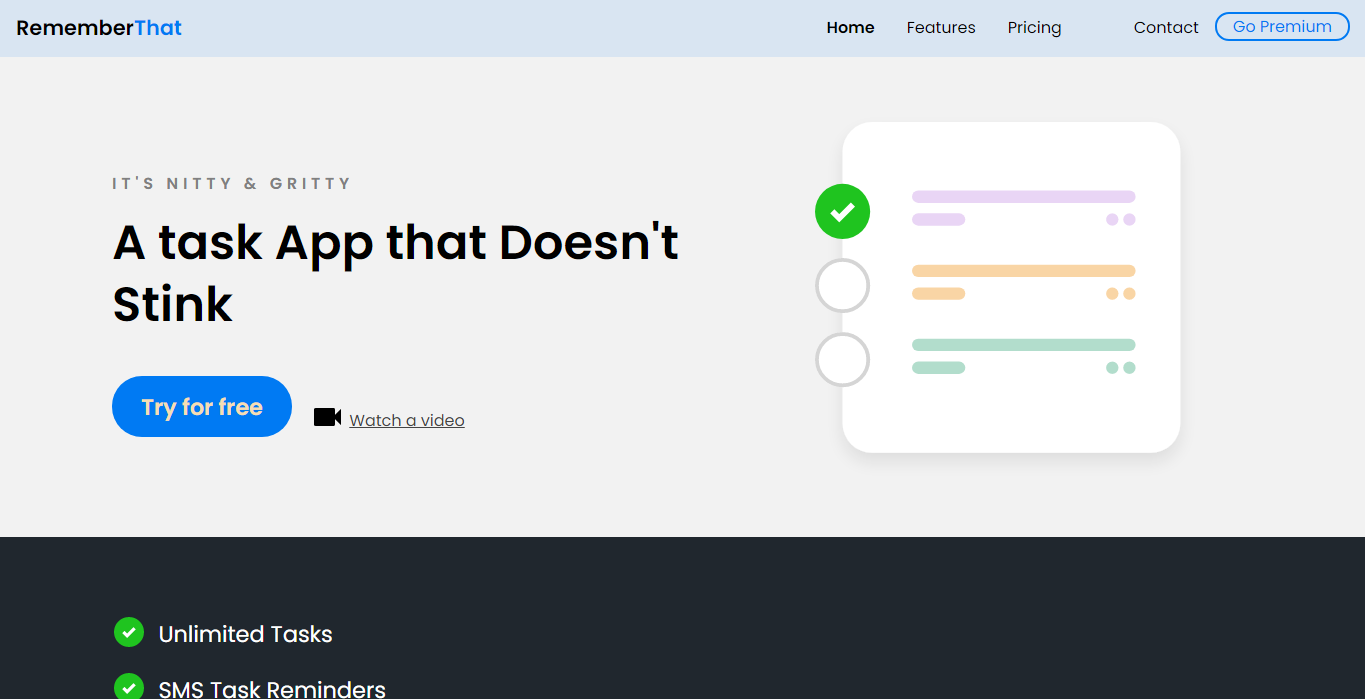 RememberThat
Home Features Pricing Contact Go Premium
IT'S NITTY & GRITTY
A task App that Doesn't
Stink
Try for free
Watch a video
Unlimited Tasks
SMS Task Reminders